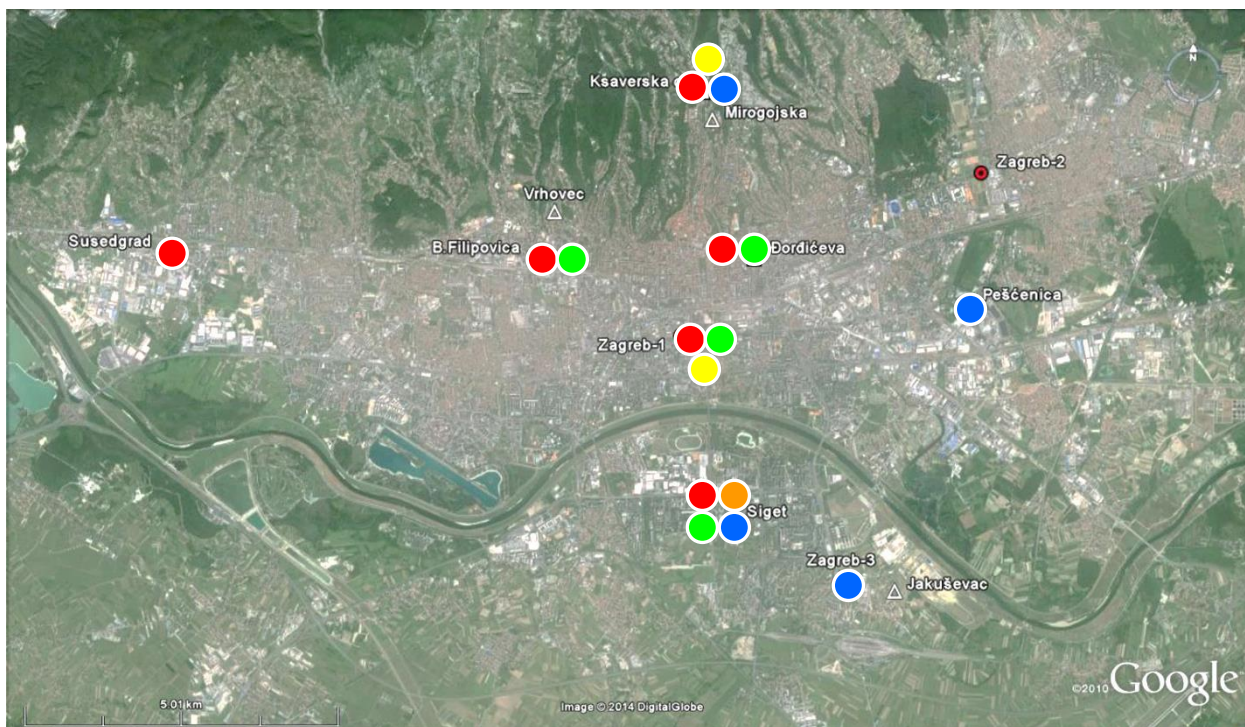 N
Ksaverska c
Mirogojska
Zagreb-2
Vrhovec
Susedgrad
B.Filipovica
Đorđićeva
Pešćenica
Zagreb-1
Siget
Zagreb-3
Jakuševac
5.01 km
Image © 2014 DigitalGlobe
©2010 Google